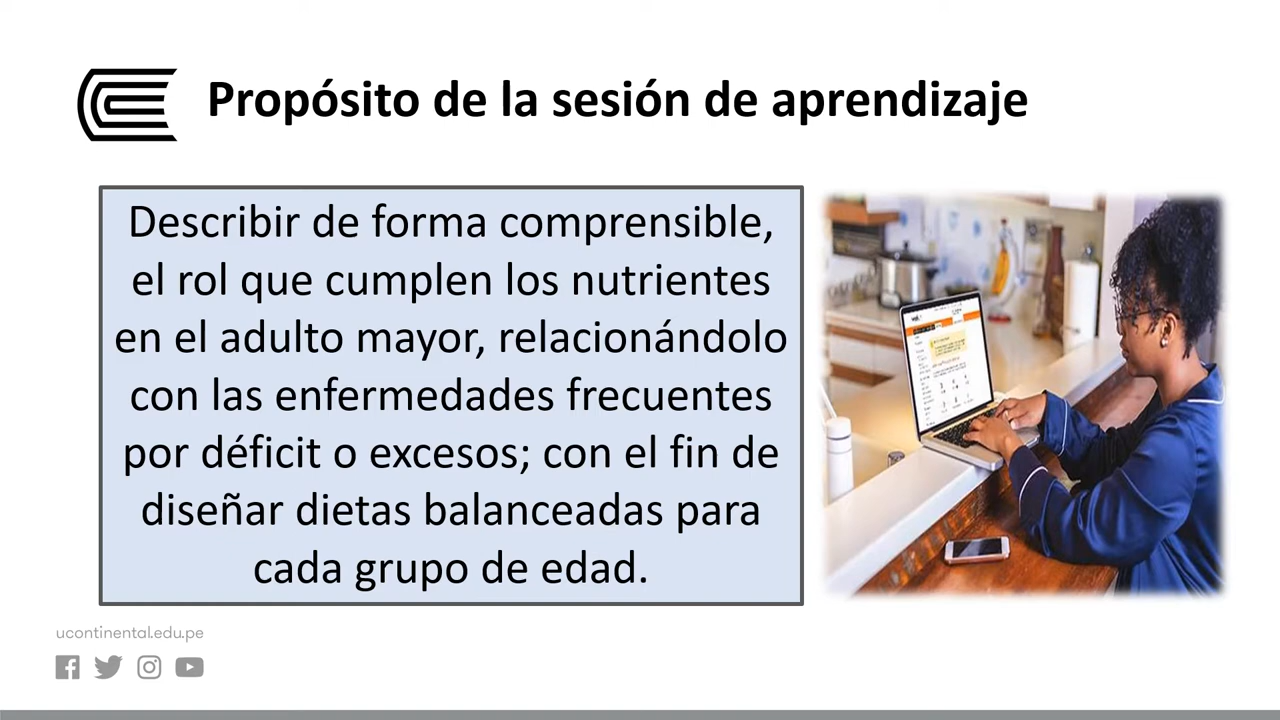 Propósito de la sesión de aprendizaje
Describir de forma comprensible,
el rol que cumplen los nutrientes
en el adulto mayor, relacionándolo
con las enfermedades frecuentes
por déficit o excesos; con el fin de
diseñar dietas balanceadas para
cada grupo de edad.
ucontinental.edu.pe